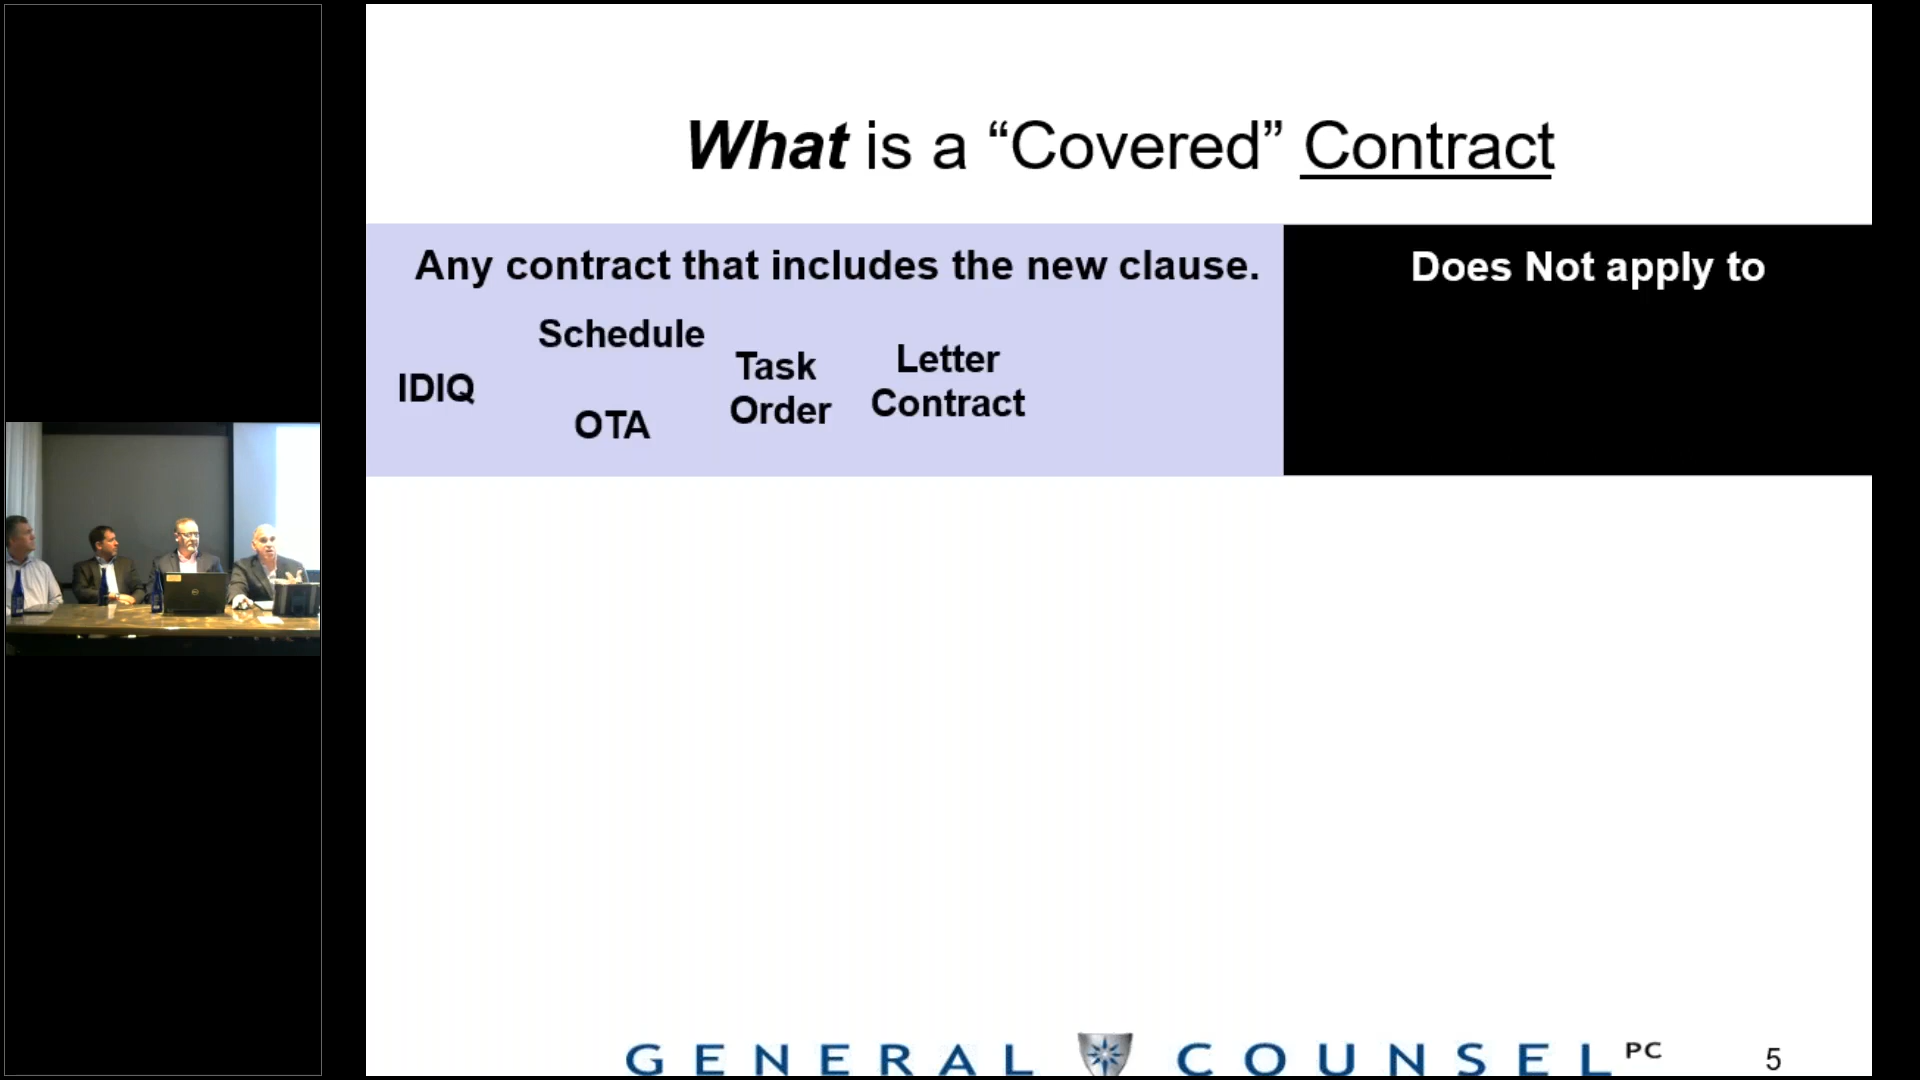 What is a “Covered” Contract
Any contract that includes the new clause.
Does Not apply to
Schedule
Task
Order
Letter
Contract
IDIQ
OTA
GENERAL COUNSEL PC
5